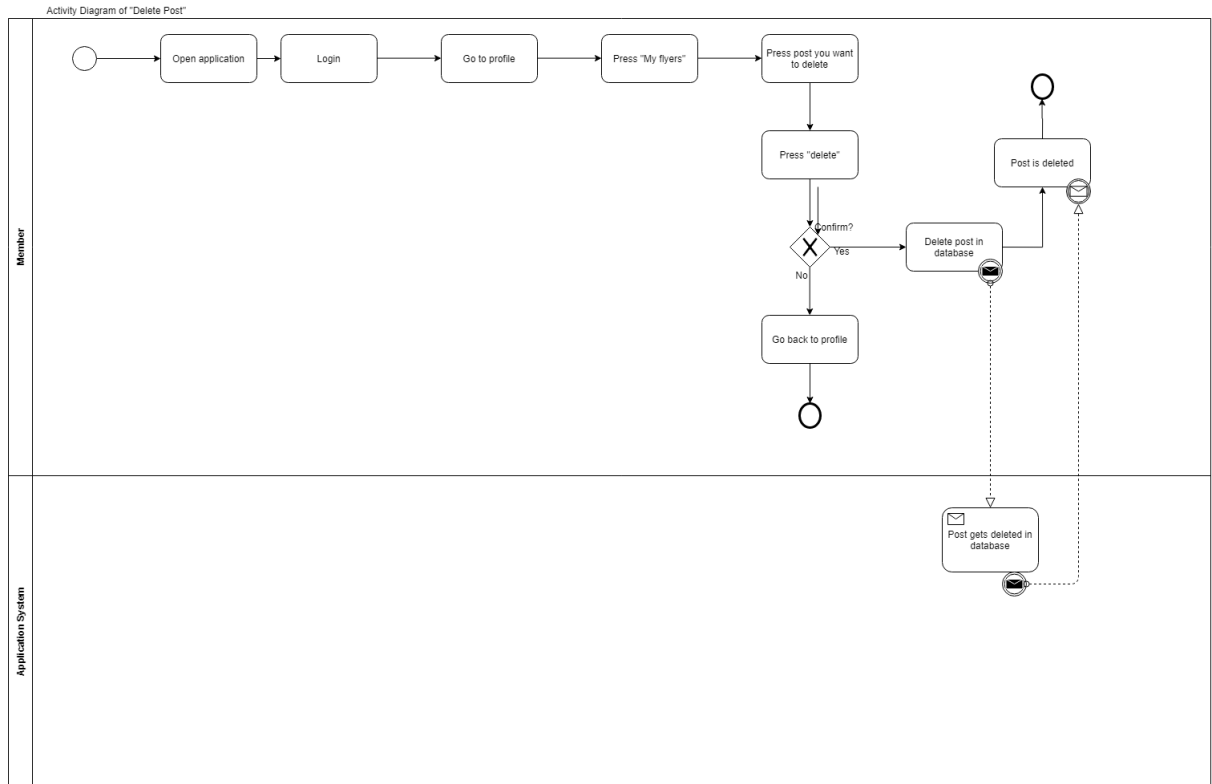 Activity Diagram of "Delete Post"
Member
Open application
Login
Go to profile
Press "My flyers"
Press post you want
to delete
Press "delete"
Confirm?
Yes
No
Delete post in
database
Post is deleted
Go back to profile
Application System
Post gets deleted in
database